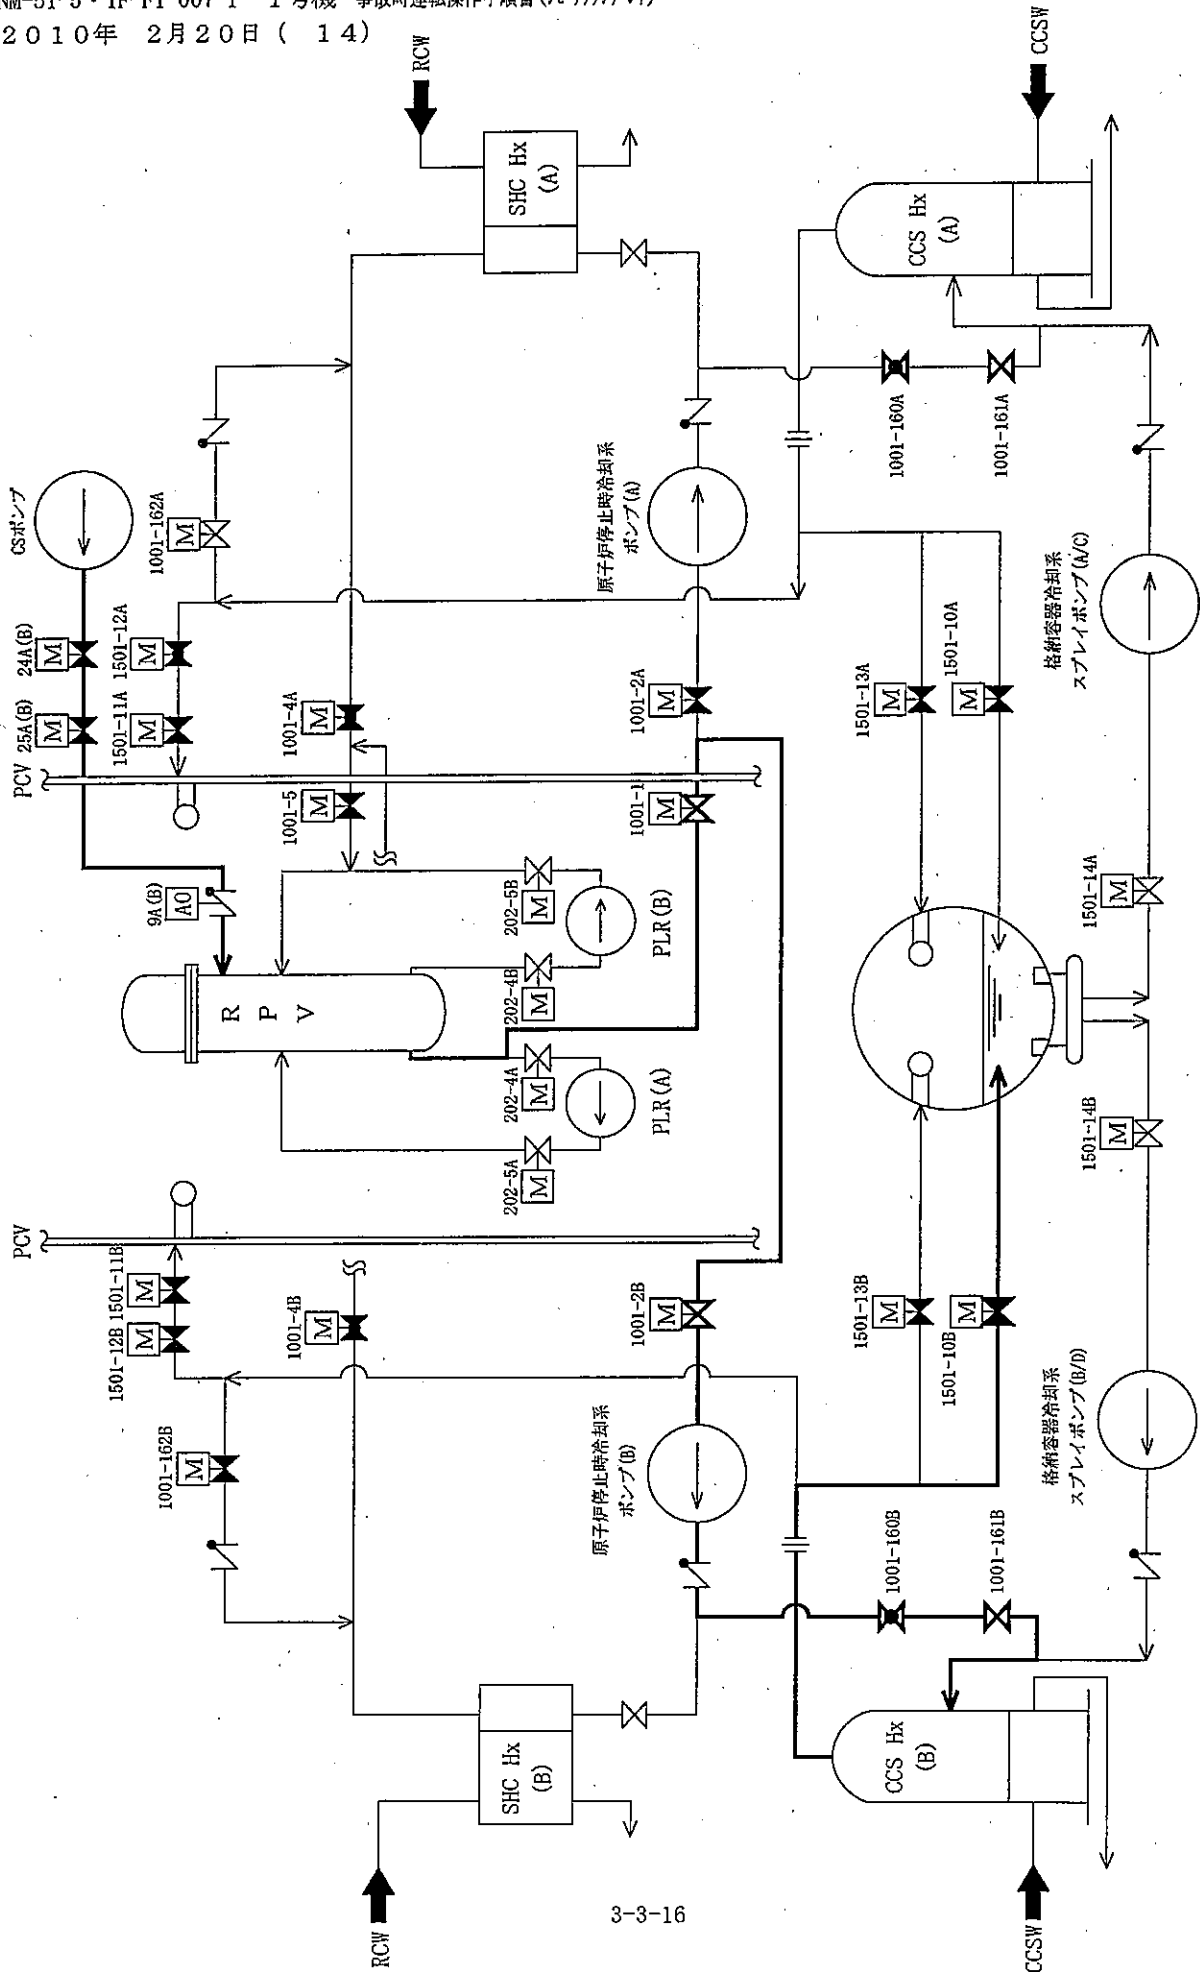 2010年 2月20日( 14)
RCW
CCSW
SHC Hx
(A)
CCS Hx
(A)
CSポンプ
1001-162A
原子炉停止時冷却系
ポンプ(A)
1001-160A
1001-161A
24A(B)
M
1501-12A
M
M
25A(B)
M
1501-11A
M
1001-4A
M
1001-2A
M
1501-13A
M
1501-10A
M
格納容器冷却系
スプレイポンプ(A/C)
PCV
1001-5
M
1001-1
M
9A(B)
AO
202-5B
M
PLR(B)
1501-14A
M
RPV
202-4B
M
202-4A
M
PLR(A)
202-5A
M
1501-14B
M
PCV
1501-11B
M
1501-12B
M
1001-4B
M
1001-2B
M
1501-13B
M
1501-10B
M
1001-162B
M
原子炉停止時冷却系
ポンプ(B)
格納容器冷却系
スプレイポンプ(B/D)
1001-160B
1001-161B
SHC Hx
(B)
CCS Hx
(B)
RCW
CCSW
3-3-16